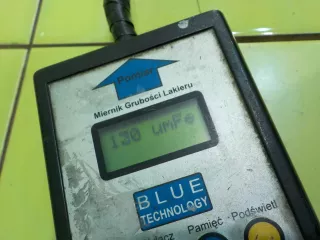 Pomiar
Miernik Grubości Lakieru
130 umFe
BLUE
TECHNOLOGY
Pamięć - Podświetl